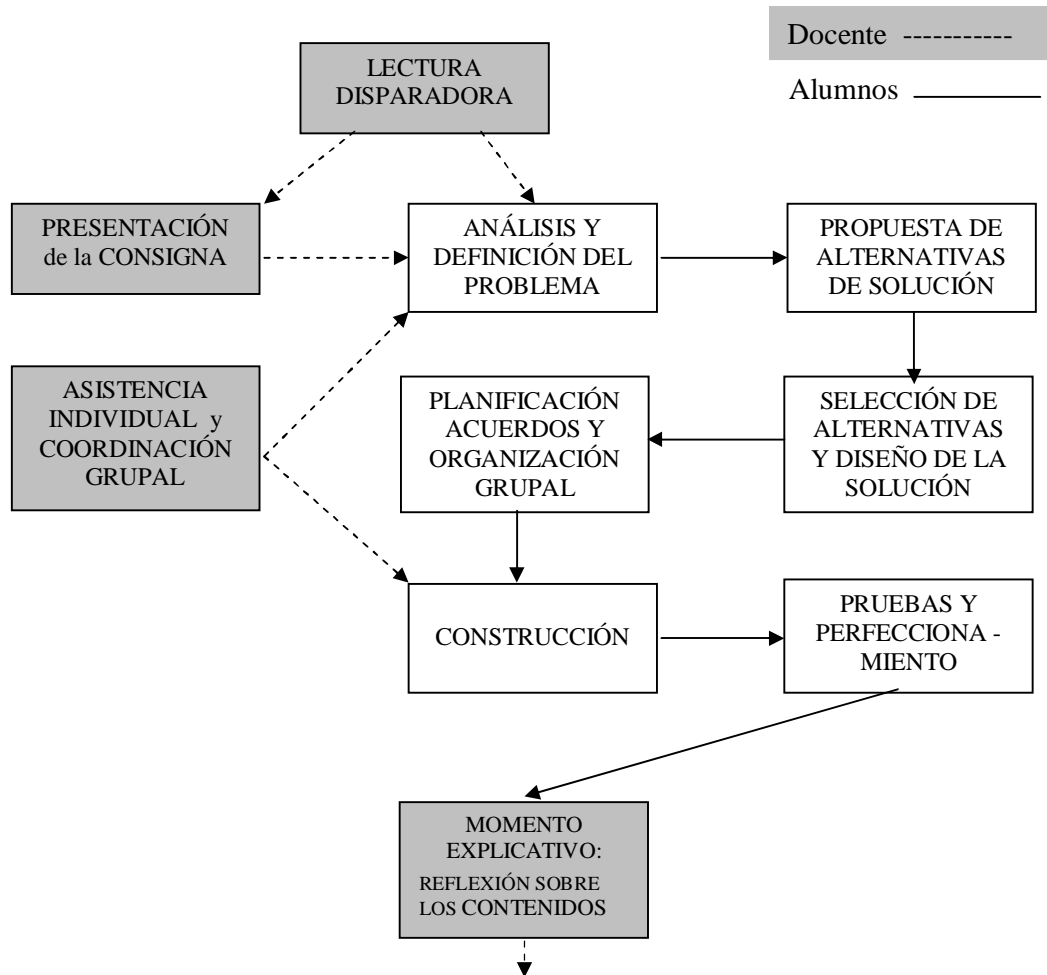 Docente -----------
Alumnos ___________
LECTURA
DISPARADORA
PRESENTACIÓN
de la CONSIGNA
ANÁLISIS Y
DEFINICIÓN DEL
PROBLEMA
PROPUESTA DE
ALTERNATIVAS
DE SOLUCIÓN
ASISTENCIA
INDIVIDUAL y
COORDINACIÓN
GRUPAL
PLANIFICACIÓN
ACUERDOS Y
ORGANIZACIÓN
GRUPAL
SELECCIÓN DE
ALTERNATIVAS
Y DISEÑO DE LA
SOLUCIÓN
CONSTRUCCIÓN
PRUEBAS Y
PERFECCIONA -
MIENTO
MOMENTO
EXPLICATIVO:
REFLEXIÓN SOBRE
LOS CONTENIDOS